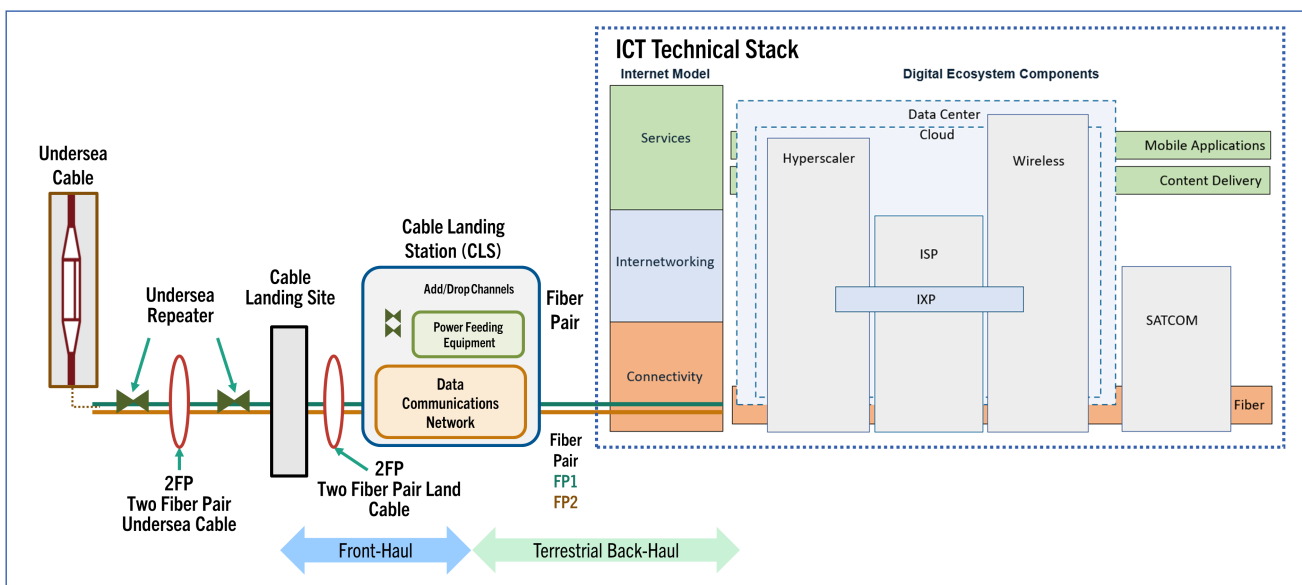 ICT Technical Stack
Internet Model
Digital Ecosystem Components
Services
Internetworking
Connectivity
Data Center
Cloud
Hyperscaler
Wireless
ISP
IXP
SATCOM
Mobile Applications
Content Delivery
Fiber
Undersea
Cable
Undersea
Repeater
Cable
Landing Site
Cable Landing
Station (CLS)
Add/Drop Channels
Power Feeding
Equipment
Data
Communications
Network
Fiber
Pair
2FP
Two Fiber Pair
Undersea Cable
2FP
Two Fiber Pair Land
Cable
Fiber
Pair
FP1
FP2
Front-Haul
Terrestrial Back-Haul